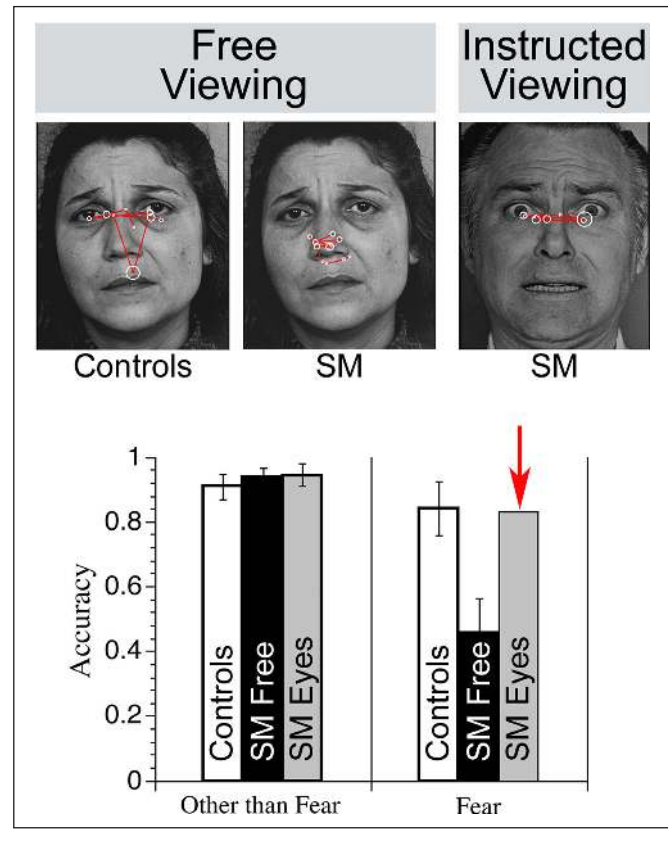 Free
Viewing
Instructed
Viewing
Controls
SM
SM
1
0.8
0.6
0.4
0.2
0
Accuracy
Controls
SM Free
SM Eyes
Controls
SM Free
SM Eyes
Other than Fear
Fear